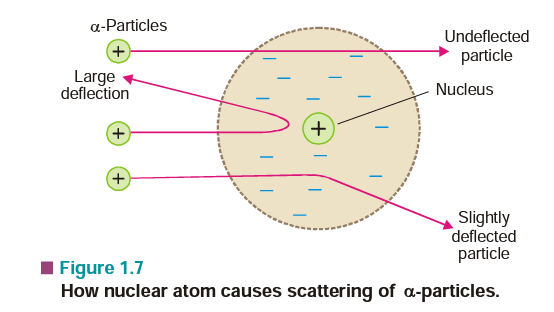 α-Particles
+
Undeflected
particle
Large
deflection
Nucleus
+
+
+
Slightly
deflected
particle
Figure 1.7
How nuclear atom causes scattering of α-particles.